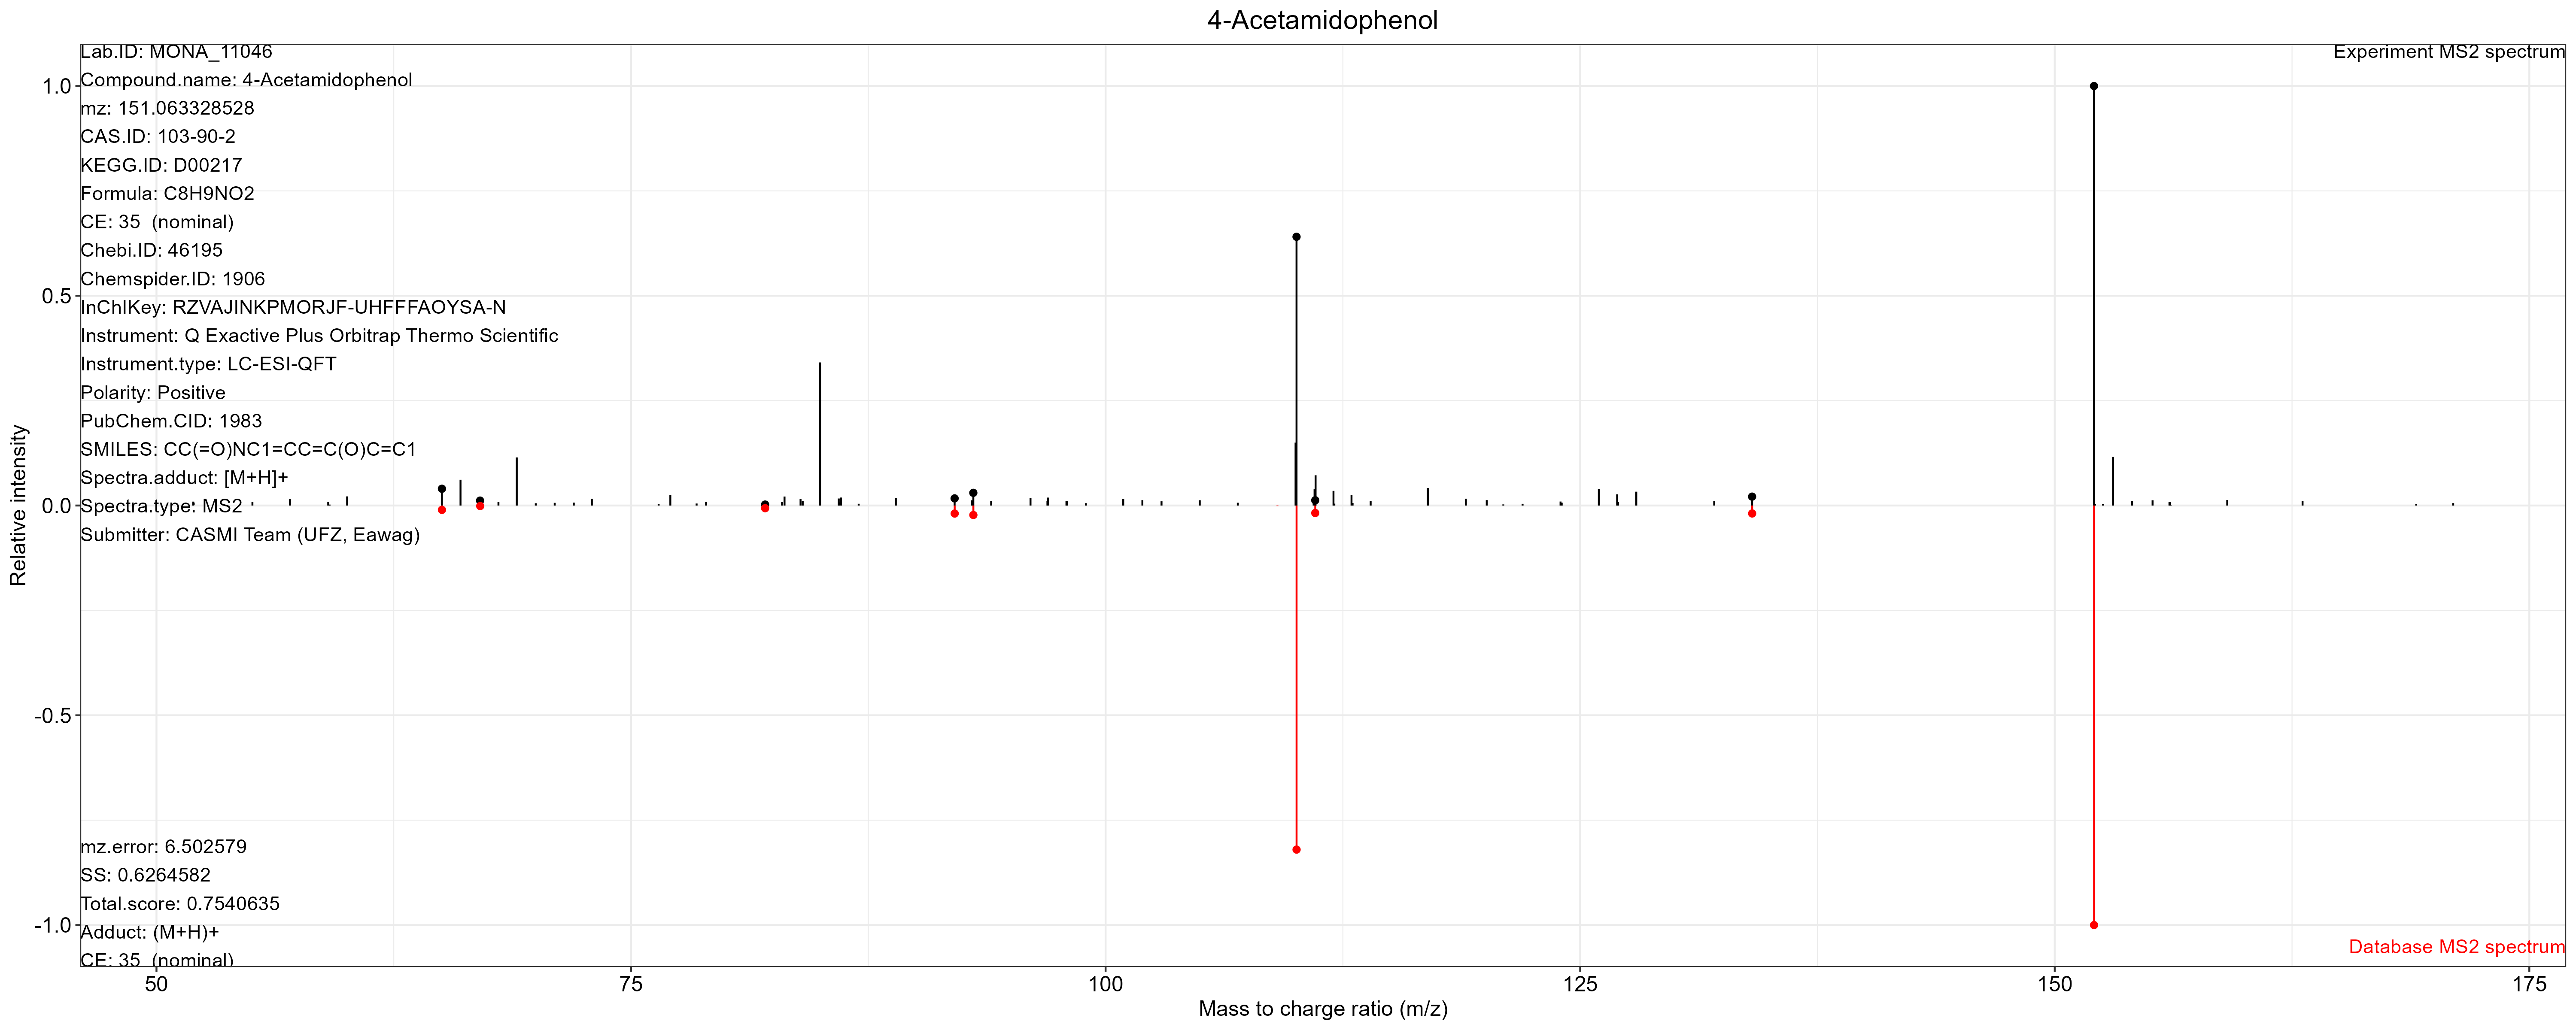 4-Acetamidophenol
Lab.ID: MONA_11046
Experiment MS2 spectrum
Compound.name: 4-Acetamidophenol
mz: 151.063328528
CAS.ID: 103-90-2
KEGG.ID: D00217
Formula: C8H9NO2
CE: 35  (nominal)
Chebi.ID: 46195
Chemspider.ID: 1906
InChIKey: RZVAJINKPMORJF-UHFFFAOYSA-N
Instrument: Q Exactive Plus Orbitrap Thermo Scientific
Instrument.type: LC-ESI-QFT
Polarity: Positive
PubChem.CID: 1983
SMILES: CC(=O)NC1=CC=C(O)C=C1
Spectra.adduct: [M+H]+
Spectra.type: MS2
Submitter: CASMI Team (UFZ, Eawag)
mz.error: 6.502579
SS: 0.6264582
Total.score: 0.7540635
Adduct: (M+H)+
CE: 35  (nominal)
Database MS2 spectrum
1.0
0.5
0.0
-0.5
-1.0
Relative intensity
50
75
100
125
150
175
Mass to charge ratio (m/z)